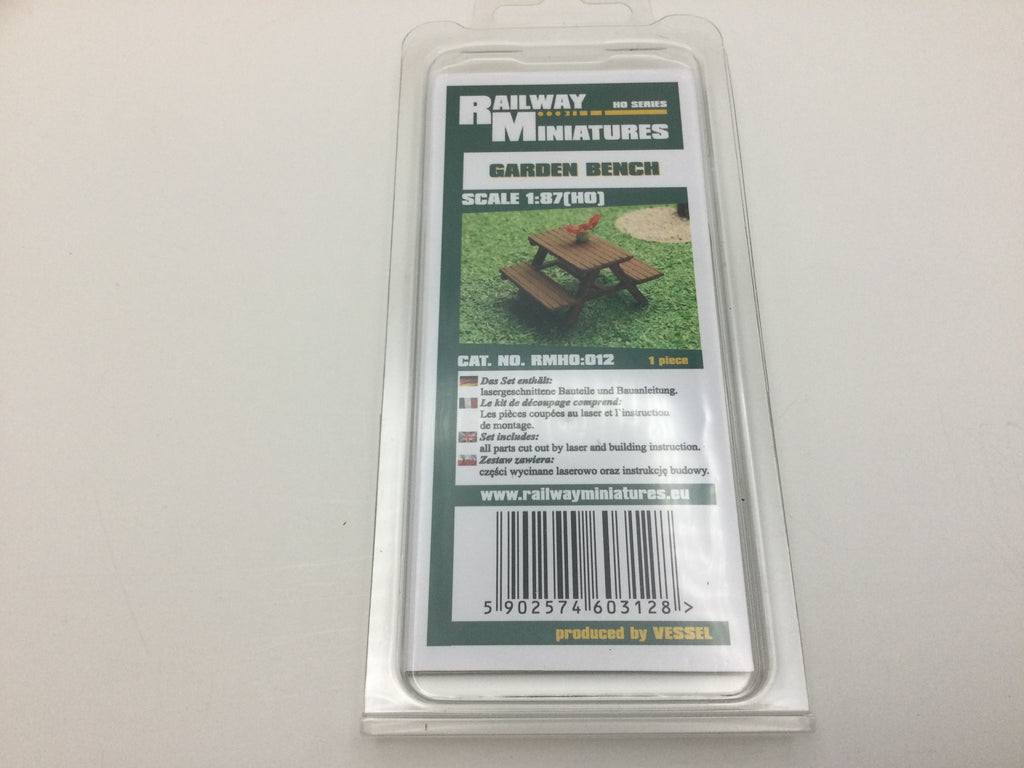 RAILWAY
HO SERIES
MINIATURES
GARDEN BENCH
SCALE 1:87(HO)
CAT. NO. RMHO:012 1 piece
Das Set enthält:
lasergeschnittene Bauteile und Bauanleitung.
Le kit de découpage comprend:
Les pièces coupées au laser et l'instruction
de montage.
Set includes:
all parts cut out by laser and building instruction.
Zestaw zawiera:
części wycinane laserowo oraz instrukcję budowy.
www.railwayminiatures.eu
5 902574 603128 >
produced by VESSEL